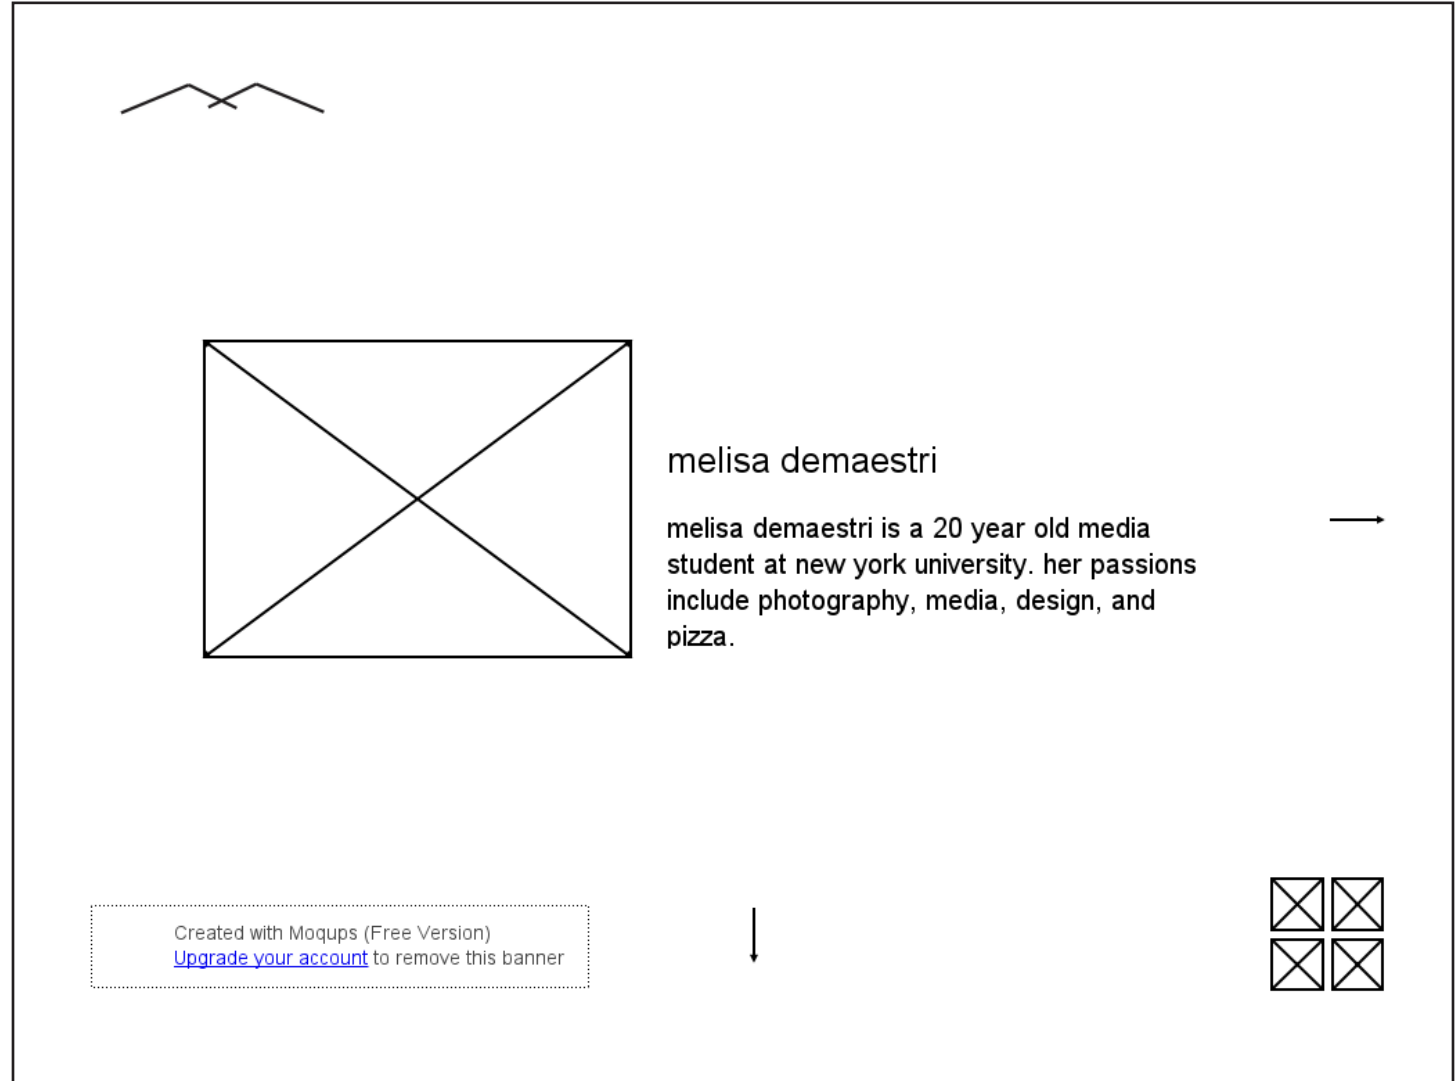 melisa demaestri
melisa demaestri is a 20 year old media
student at new york university. her passions
include photography, media, design, and
pizza.
Created with Moqups (Free Version)
Upgrade your account to remove this banner